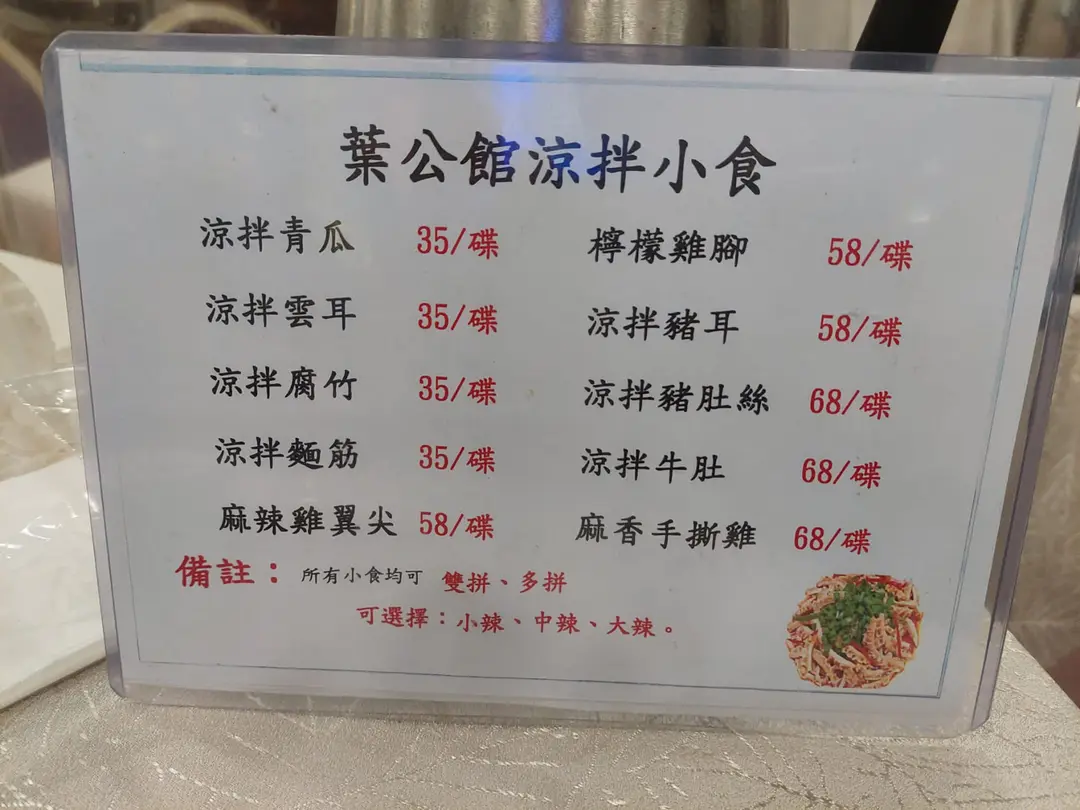 葉公館涼拌小食
涼拌青瓜 35/碟 檸檬雞腳 58/碟
涼拌雲耳 35/碟 涼拌豬耳 58/碟
涼拌腐竹 35/碟 涼拌豬肚絲 68/碟
涼拌麵筋 35/碟 涼拌牛肚 68/碟
麻辣雞翼尖 58/碟 麻香手撕雞 68/碟
備註： 所有小食均可 雙拼、多拼
可選擇：小辣、中辣、大辣。